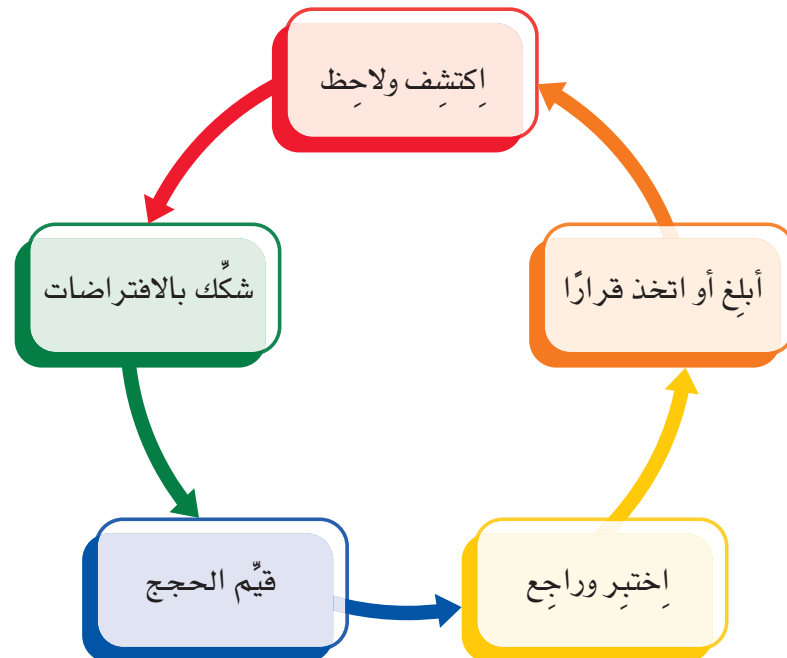 اِكتشِف ولاحِظ
شكِّك بالافتراضات
قيِّم الحجج
اِختبِر وراجِع
أبلِغ أو اتخذ قرارًا